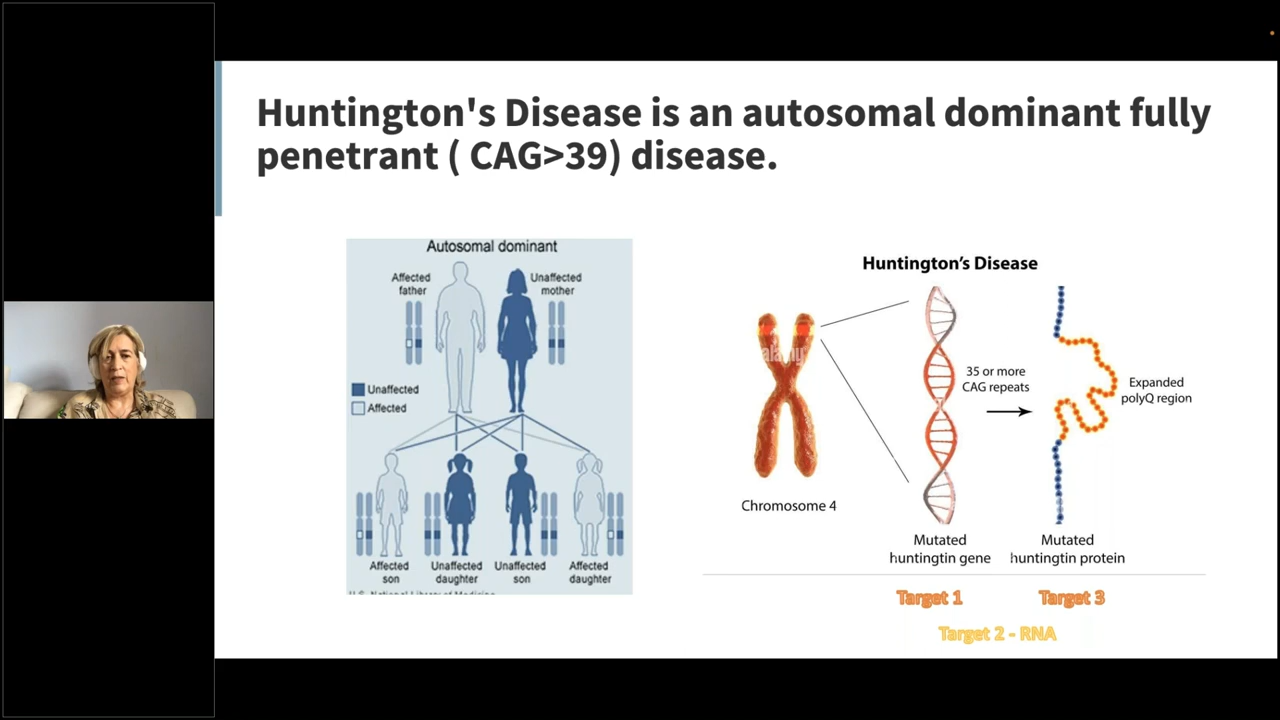 Huntington's Disease is an autosomal dominant fully
penetrant ( CAG>39) disease.
Autosomal dominant
Affected
father
Unaffected
mother
Unaffected
Affected
Affected
son
Unaffected
daughter
Unaffected
son
Affected
daughter
U.S. National Library of Medicine
Huntington's Disease
alamy
35 or more
CAG repeats
Expanded
polyQ region
Chromosome 4
Mutated
huntingtin gene
Mutated
huntingtin protein
Target 1
Target 3
Target 2 - RNA